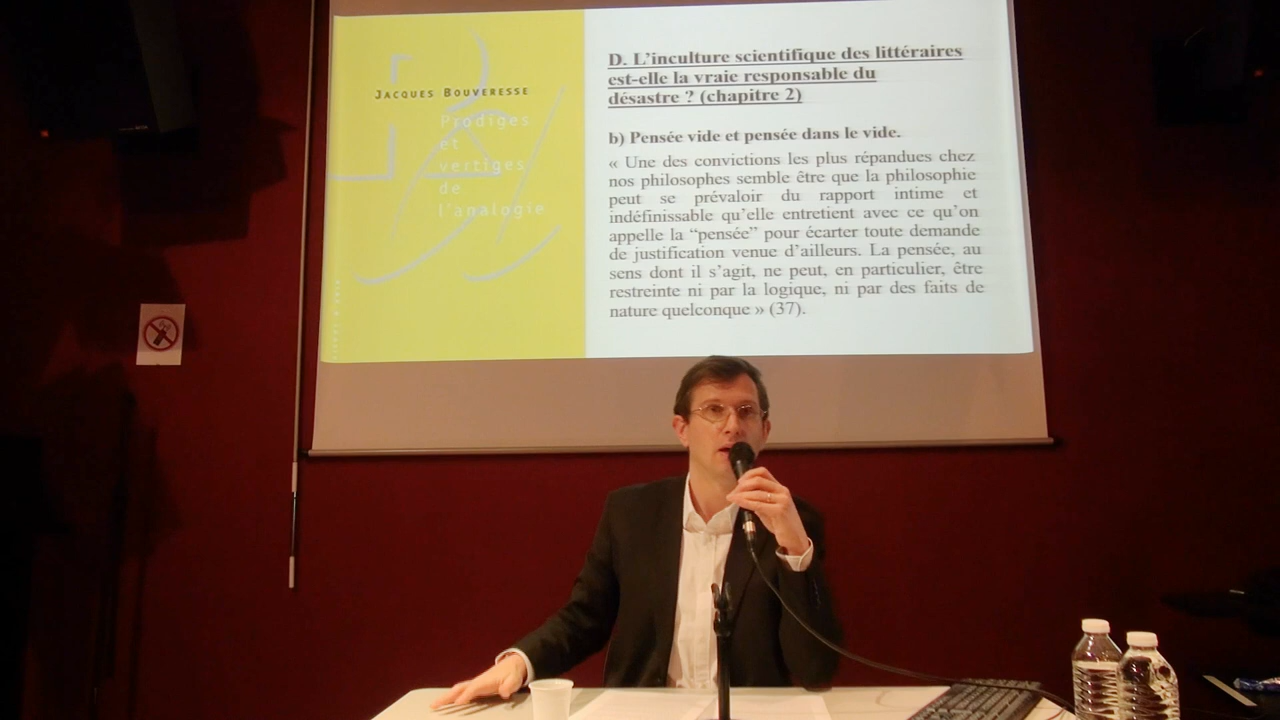 JACQUES BOUVERESSE
Prodiges
et
vertiges
de
l'analogie
D. L'inculture scientifique des littéraires
est-elle la vraie responsable du
désastre ? (chapitre 2)
b) Pensée vide et pensée dans le vide.
« Une des convictions les plus répandues chez
nos philosophes semble être que la philosophie
peut se prévaloir du rapport intime et
indéfinissable qu'elle entretient avec ce qu'on
appelle la “pensée” pour écarter toute demande
de justification venue d'ailleurs. La pensée, au
sens dont il s'agit, ne peut, en particulier, être
restreinte ni par la logique, ni par des faits de
nature quelconque » (37).